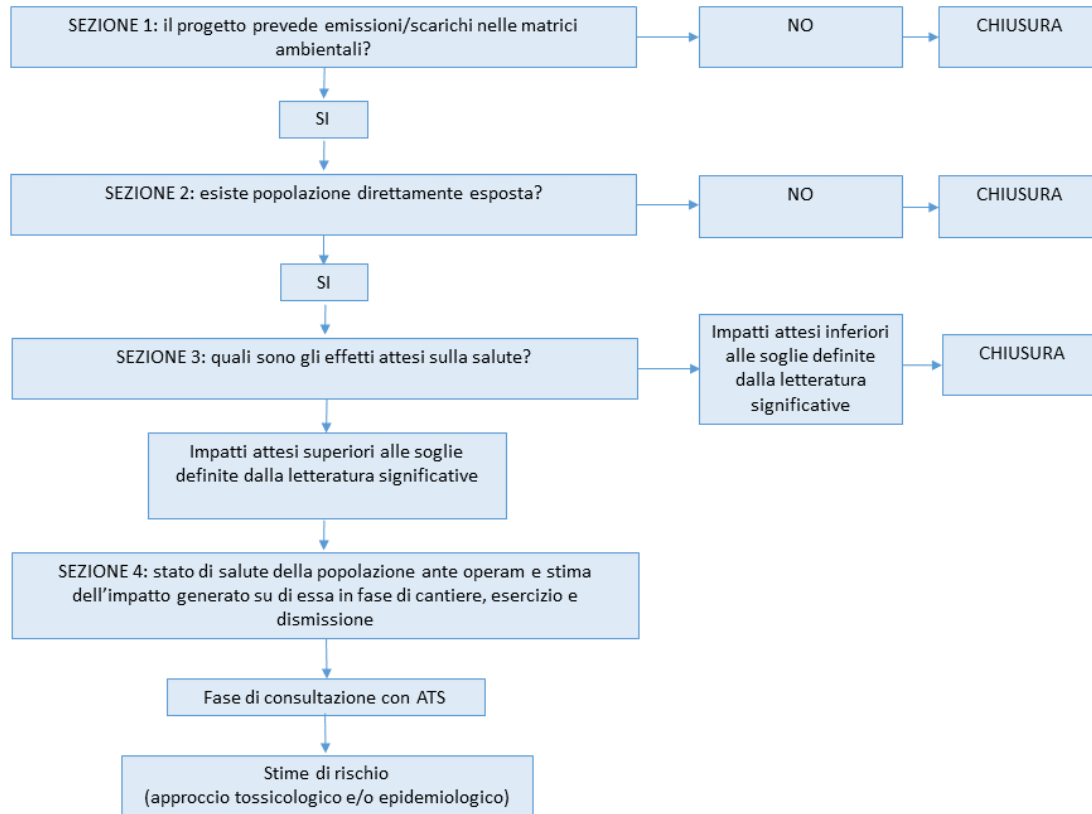 SEZIONE 1: il progetto prevede emissioni/scarichi nelle matrici
ambientali?
NO
CHIUSURA
SI
SEZIONE 2: esiste popolazione direttamente esposta?
NO
CHIUSURA
SI
SEZIONE 3: quali sono gli effetti attesi sulla salute?
Impatti attesi inferiori
alle soglie definite
dalla letteratura
significative
CHIUSURA
Impatti attesi superiori alle soglie
definite dalla letteratura significative
SEZIONE 4: stato di salute della popolazione ante operam e stima
dell'impatto generato su di essa in fase di cantiere, esercizio e
dismissione
Fase di consultazione con ATS
Stime di rischio
(approccio tossicologico e/o epidemiologico)